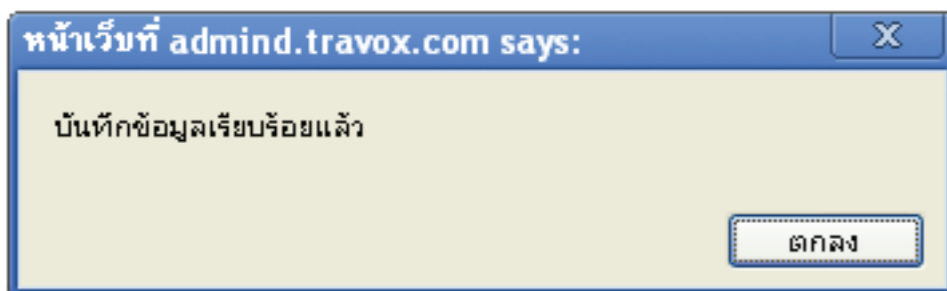 หน้าเว็บที่ admind.travox.com says:
บันทึกข้อมูลเรียบร้อยแล้ว
ตกลง